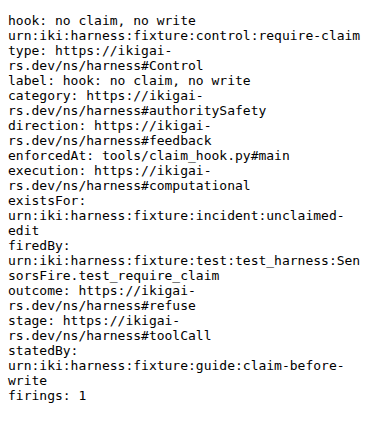 hook: no claim, no write
urn:iki:harness:fixture:control:require-claim
type: https://ikigai-
rs.dev/ns/harness#Control
label: hook: no claim, no write
category: https://ikigai-
rs.dev/ns/harness#authoritySafety
direction: https://ikigai-
rs.dev/ns/harness#feedback
enforcedAt: tools/claim_hook.py#main
execution: https://ikigai-
rs.dev/ns/harness#computational
existsFor:
urn:iki:harness:fixture:incident:unclaimed-
edit
firedBy:
urn:iki:harness:fixture:test:test_harness:Sen
sorsFire.test_require_claim
outcome: https://ikigai-
rs.dev/ns/harness#refuse
stage: https://ikigai-
rs.dev/ns/harness#toolCall
statedBy:
urn:iki:harness:fixture:guide:claim-before-
write
firings: 1